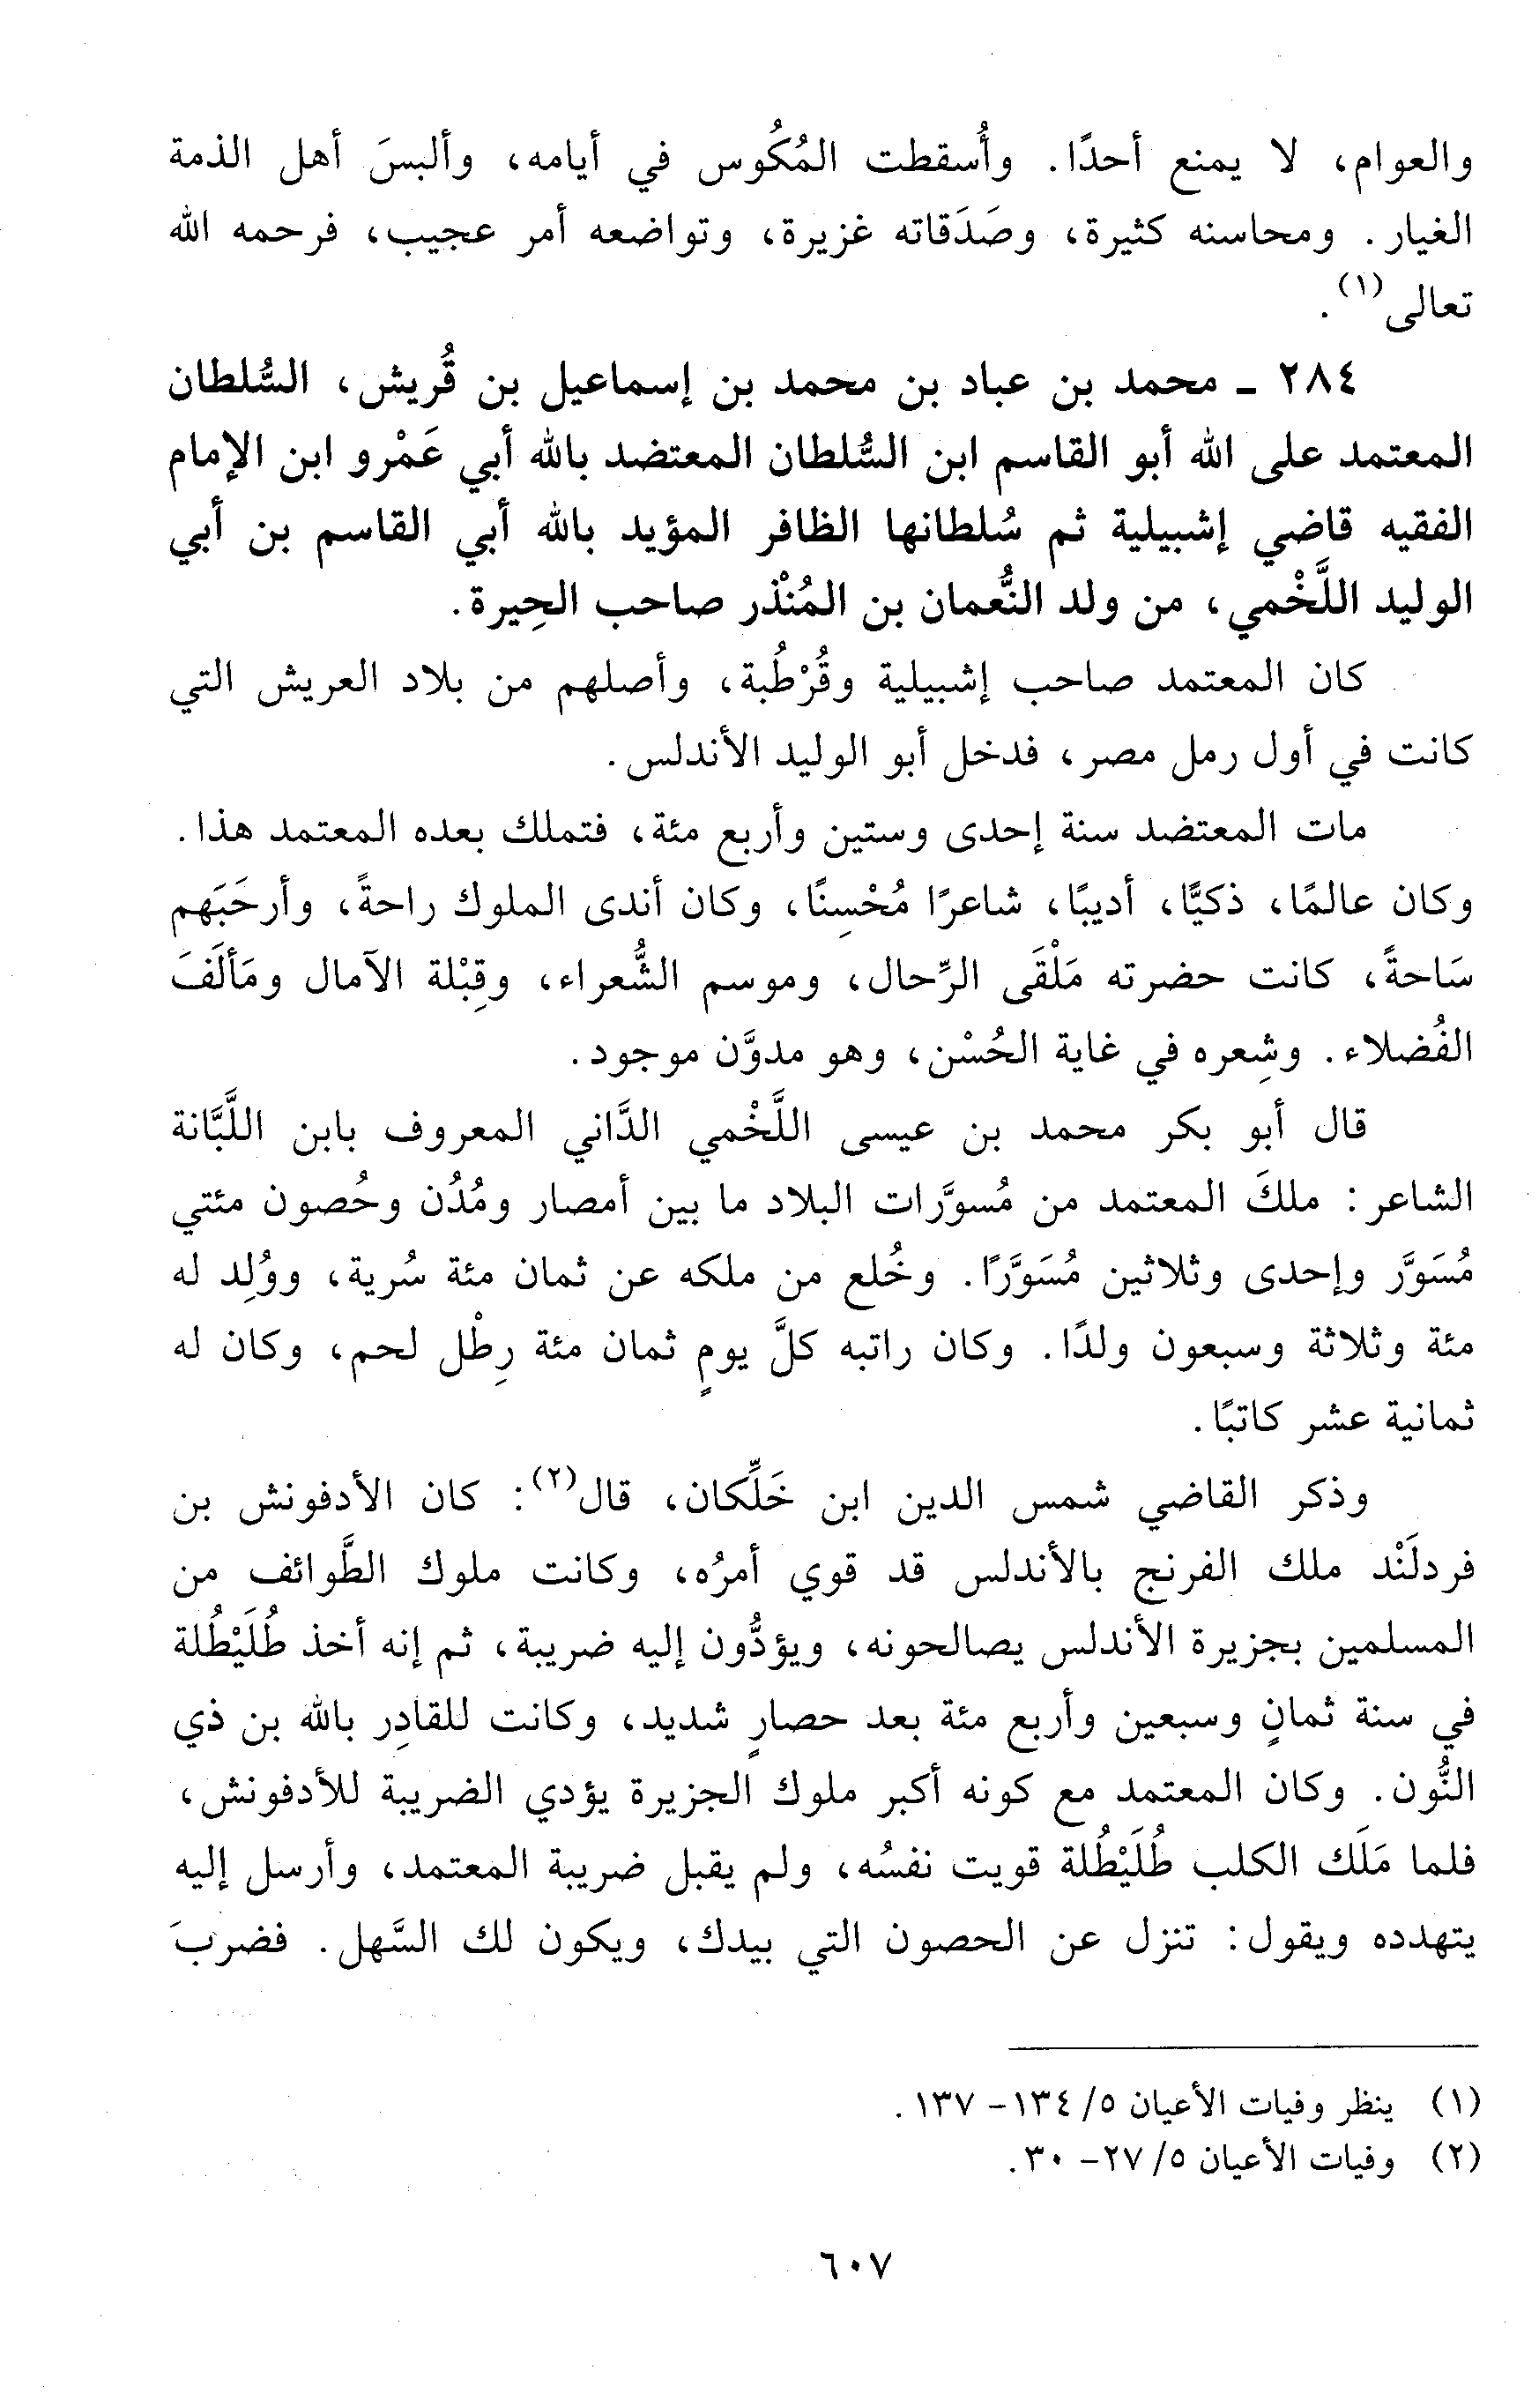 والعوام، لا يمنع أحدًا. وأُسقطت المُكُوس في أيامه، وألبسَ أهل الذمة
الغيار. ومحاسنه كثيرة، وصَدَقاته غزيرة، وتواضعه أمر عجيب، فرحمه الله
تعالى(١).
٢٨٤ ـ محمد بن عباد بن محمد بن إسماعيل بن قُريش، السُّلطان
المعتمد على الله أبو القاسم ابن السُّلطان المعتضد بالله أبي عَمْرو ابن الإمام
الفقيه قاضي إشبيلية ثم سُلطانها الظافر المؤيد بالله أبي القاسم بن أبي
الوليد اللَّخْمي، من ولد النُّعمان بن المُنْذر صاحب الحِيرة.
كان المعتمد صاحب إشبيلية وقُرْطُبة، وأصلهم من بلاد العريش التي
كانت في أول رمل مصر، فدخل أبو الوليد الأندلس.
مات المعتضد سنة إحدى وستين وأربع مئة، فتملك بعده المعتمد هذا.
وكان عالمًا، ذكيًّا، أديبًا، شاعرًا مُحْسِنًا، وكان أندى الملوك راحةً، وأرحَبَهم
سَاحةً، كانت حضرته مَلْقَى الرِّحال، وموسم الشُّعراء، وقِبْلة الآمال ومَألَفَ
الفُضلاء. وشِعره في غاية الحُسْن، وهو مدوَّن موجود.
قال أبو بكر محمد بن عيسى اللَّخْمي الدَّاني المعروف بابن اللَّبَّانة
الشاعر: ملكَ المعتمد من مُسوَّرات البلاد ما بين أمصار ومُدُن وحُصون مئتي
مُسَوَّر وإحدى وثلاثين مُسَوَّرًا. وخُلع من ملكه عن ثمان مئة سُرية، ووُلِد له
مئة وثلاثة وسبعون ولدًا. وكان راتبه كلَّ يومٍ ثمان مئة رِطْل لحم، وكان له
ثمانية عشر كاتبًا.
وذكر القاضي شمس الدين ابن خَلِّكان، قال(٢): كان الأدفونش بن
فردلَنْد ملك الفرنج بالأندلس قد قوي أمرُه، وكانت ملوك الطَّوائف من
المسلمين بجزيرة الأندلس يصالحونه، ويؤدُّون إليه ضريبة، ثم إنه أخذ طُلَيْطُلة
في سنة ثمانٍ وسبعين وأربع مئة بعد حصارٍ شديد، وكانت للقادِر بالله بن ذي
النُّون. وكان المعتمد مع كونه أكبر ملوك الجزيرة يؤدي الضريبة للأدفونش،
فلما مَلَك الكلب طُلَيْطُلة قويت نفسُه، ولم يقبل ضريبة المعتمد، وأرسل إليه
يتهدده ويقول: تنزل عن الحصون التي بيدك، ويكون لك السَّهل. فضربَ
(١) ينظر وفيات الأعيان ٥/ ١٣٤- ١٣٧.
(٢) وفيات الأعيان ٥/ ٢٧- ٣٠.
٦٠٧